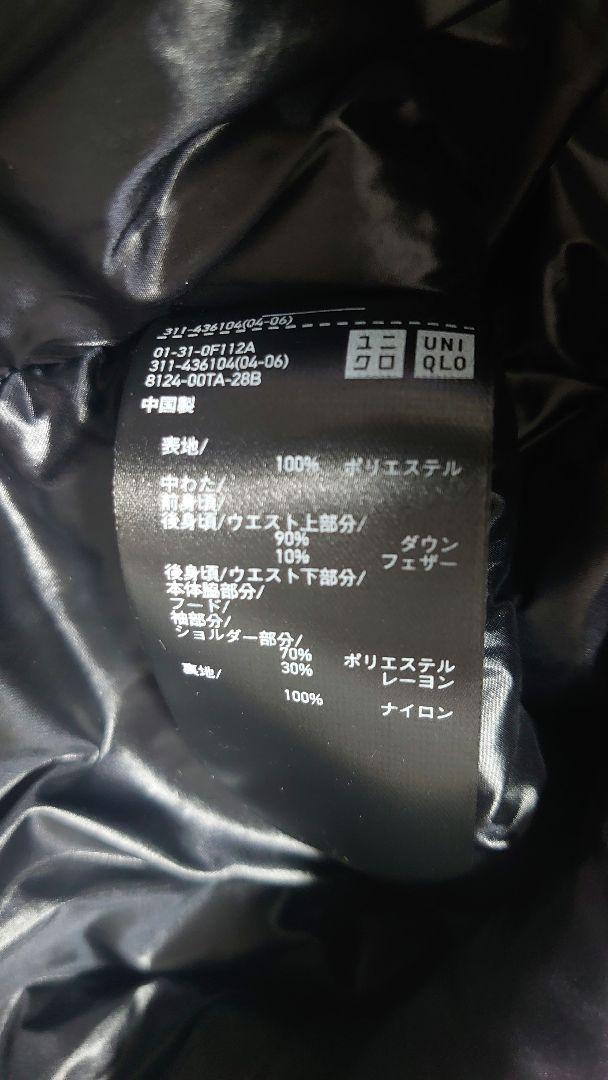 311-436104(04-06)
01-31-0F112A
311-436104(04-06)
8124-00TA-28B
ユニ
クロ
UNI
QLO
中国製
表地/
100% ポリエステル
中わた/
前身頃/
後身頃/ウエスト上部分/
90% ダウン
10% フェザー
後身頃/ウエスト下部分/
本体脇部分/
フード/
袖部分/
ショルダー部分/
70% ポリエステル
30% レーヨン
裏地/
100% ナイロン